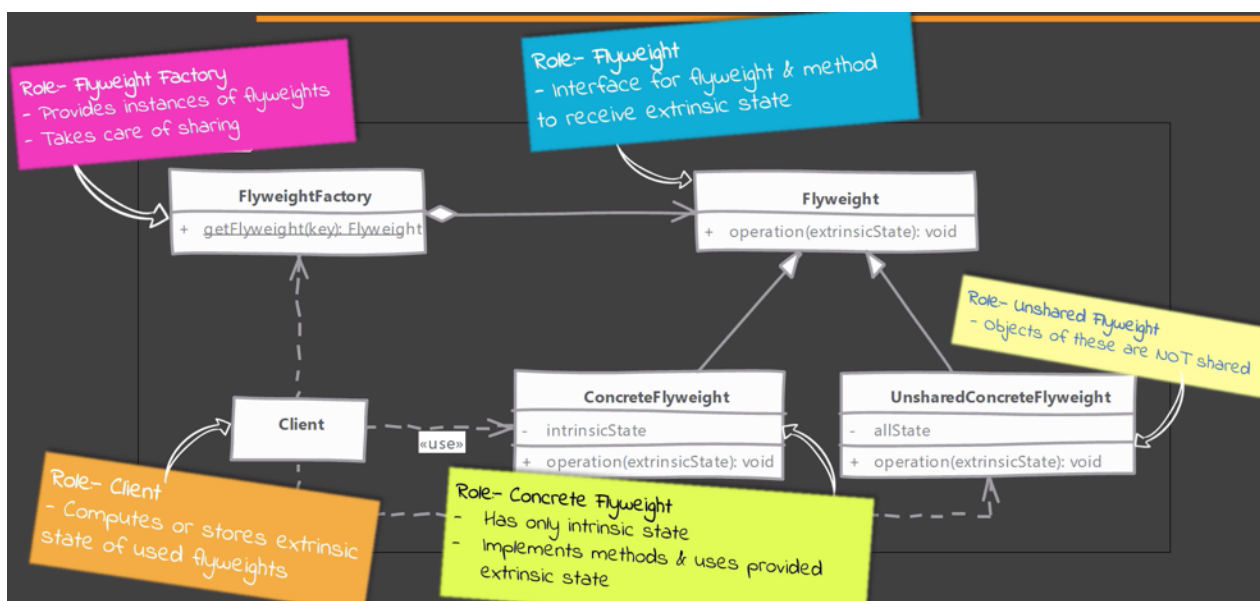 Role:- Flyweight Factory
- Provides instances of flyweights
- Takes care of sharing
Role:- Flyweight
- Interface for flyweight & method
to receive extrinsic state
FlyweightFactory
+ getFlyweight(key): Flyweight
Flyweight
+ operation(extrinsicState): void
Role:- Unshared Flyweight
- Objects of these are NOT shared
ConcreteFlyweight
- intrinsicState
+ operation(extrinsicState): void
UnsharedConcreteFlyweight
- allState
+ operation(extrinsicState): void
Client
«use»
Role:- Client
- Computes or stores extrinsic
state of used flyweights
Role:- Concrete Flyweight
- Has only intrinsic state
- Implements methods & uses provided
extrinsic state